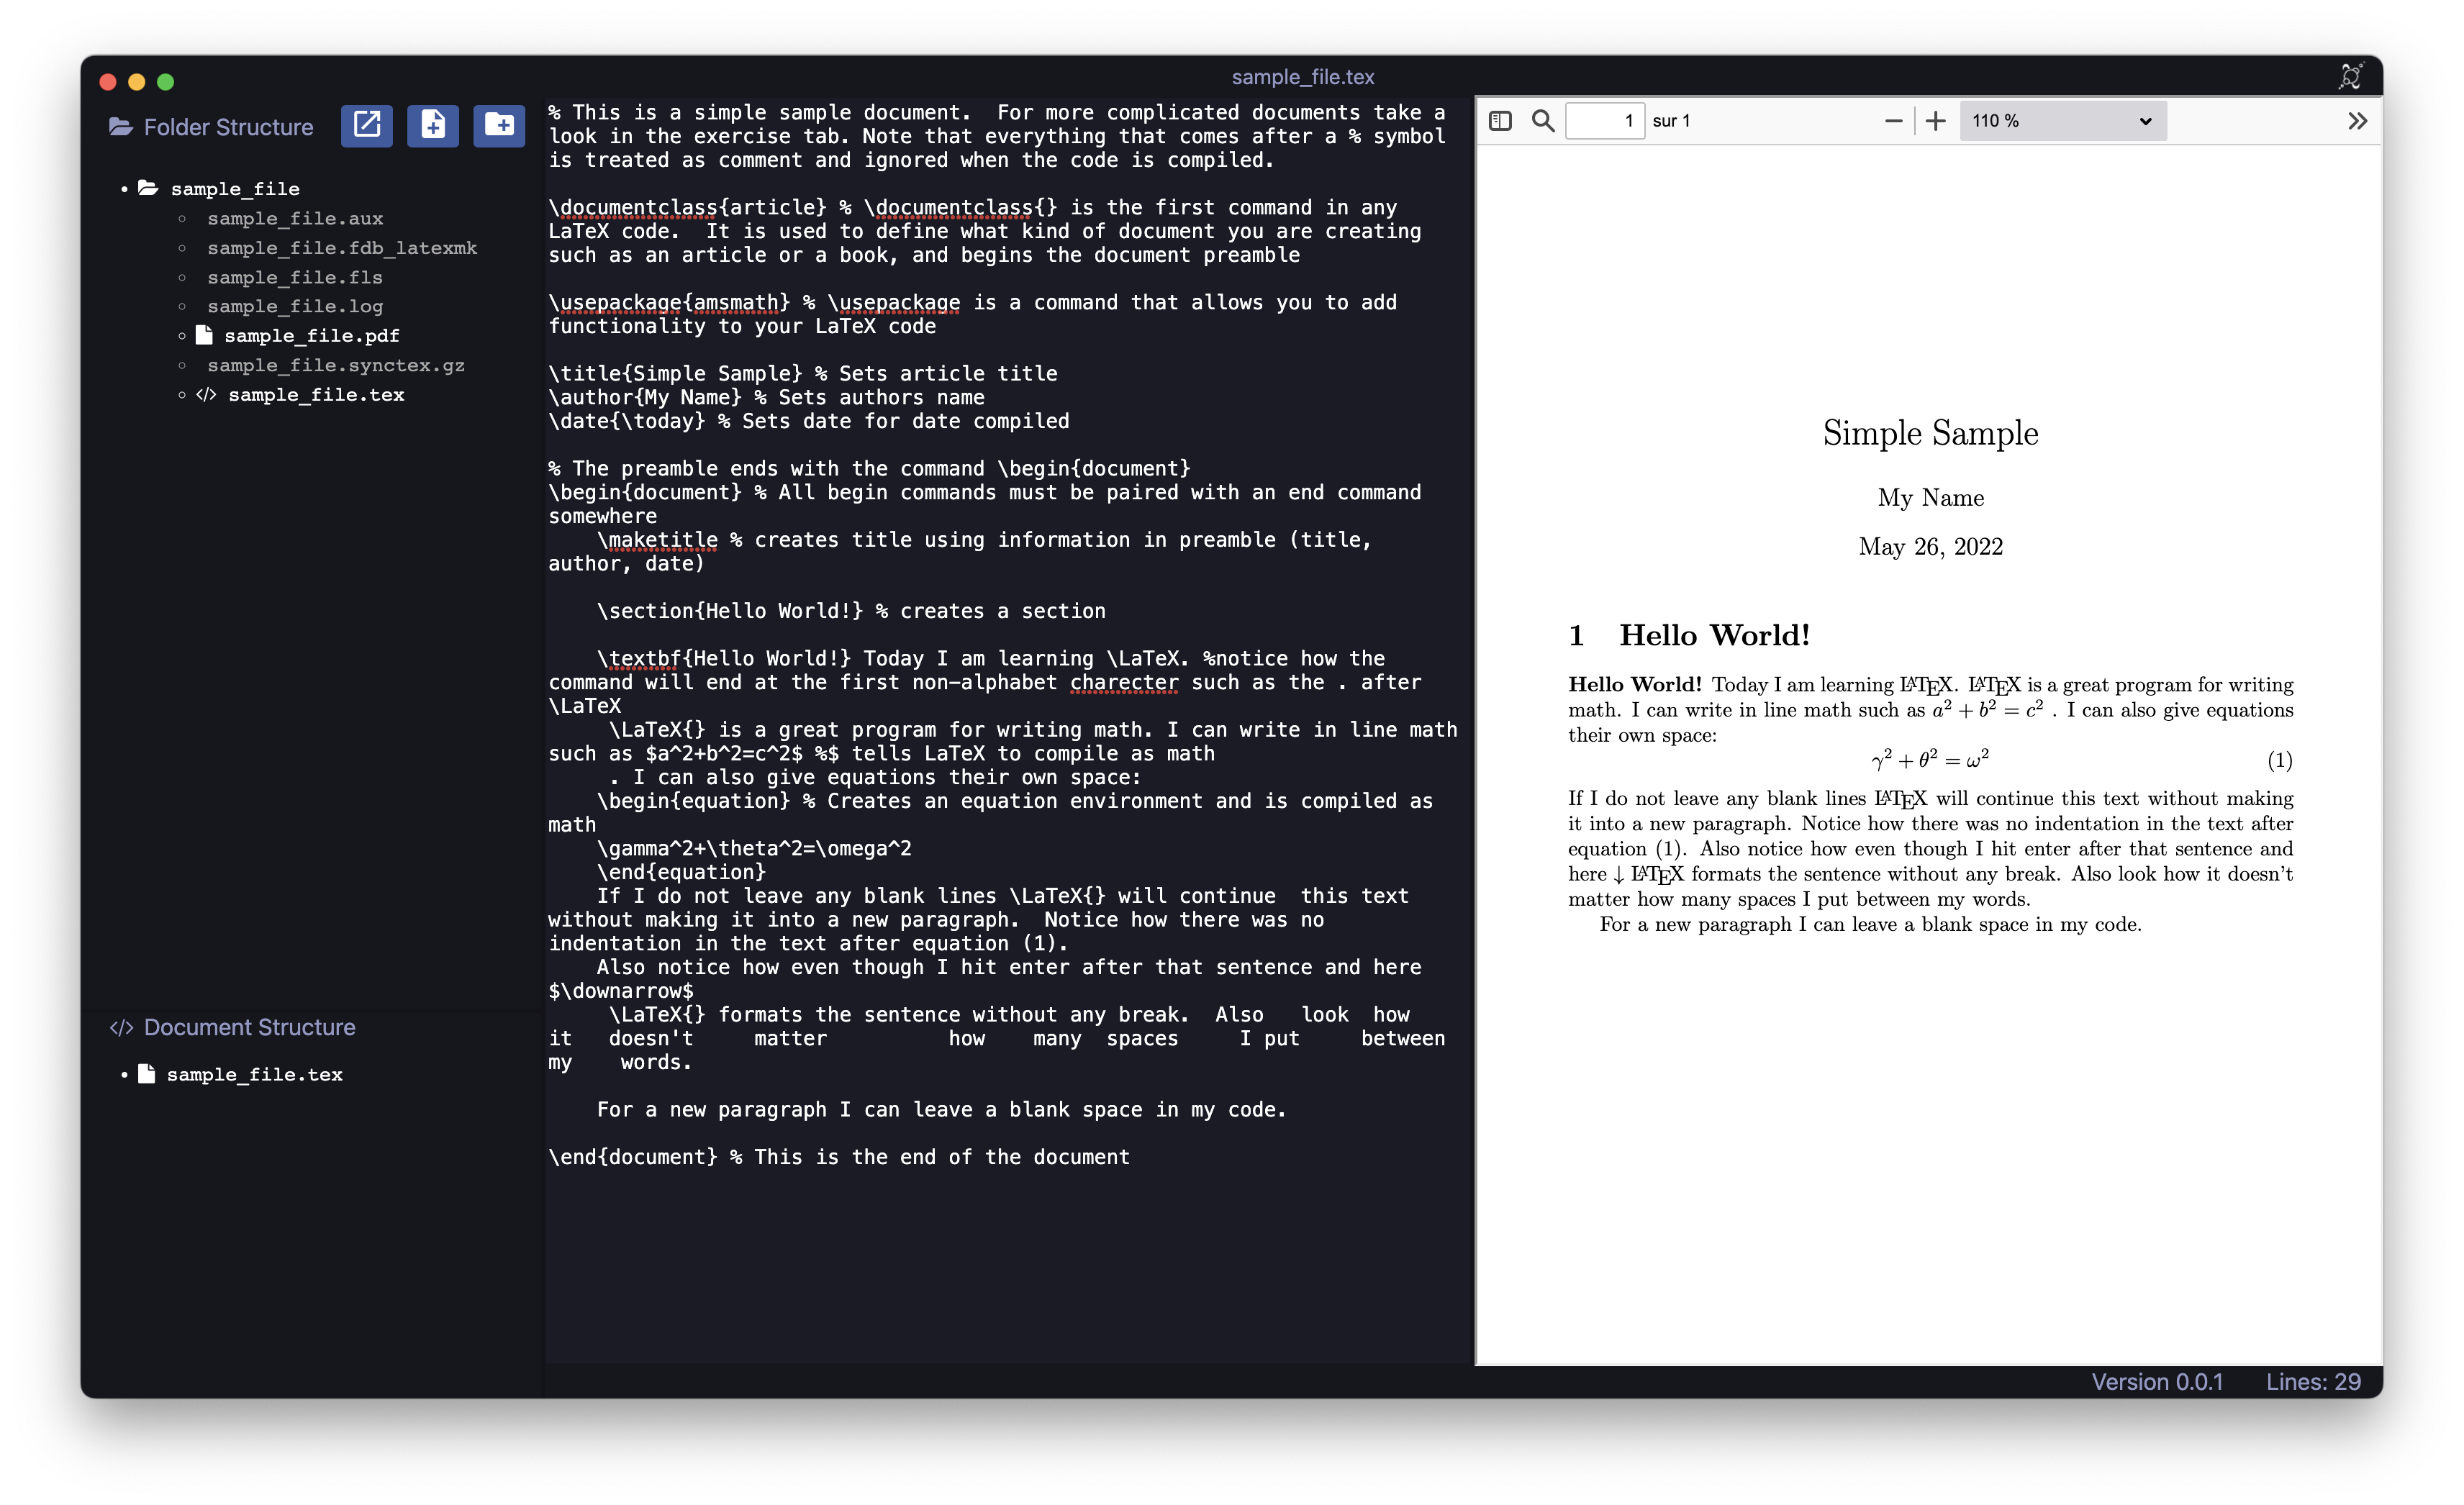 sample_file.tex
Folder Structure
sample_file
sample_file.aux
sample_file.fdb_latexmk
sample_file.fls
sample_file.log
sample_file.pdf
sample_file.synctex.gz
</> sample_file.tex
</> Document Structure
sample_file.tex
% This is a simple sample document.  For more complicated documents take a
look in the exercise tab. Note that everything that comes after a % symbol
is treated as comment and ignored when the code is compiled.
\documentclass{article} % \documentclass{} is the first command in any
LaTeX code.  It is used to define what kind of document you are creating
such as an article or a book, and begins the document preamble
\usepackage{amsmath} % \usepackage is a command that allows you to add
functionality to your LaTeX code
\title{Simple Sample} % Sets article title
\author{My Name} % Sets authors name
\date{\today} % Sets date for date compiled
% The preamble ends with the command \begin{document}
\begin{document} % All begin commands must be paired with an end command
somewhere
    \maketitle % creates title using information in preamble (title,
author, date)
    \section{Hello World!} % creates a section
    \textbf{Hello World!} Today I am learning \LaTeX. %notice how the
command will end at the first non-alphabet charecter such as the . after
\LaTeX
     \LaTeX{} is a great program for writing math. I can write in line math
such as $a^2+b^2=c^2$ %$ tells LaTeX to compile as math
     . I can also give equations their own space:
    \begin{equation} % Creates an equation environment and is compiled as
math
    \gamma^2+\theta^2=\omega^2
    \end{equation}
    If I do not leave any blank lines \LaTeX{} will continue  this text
without making it into a new paragraph.  Notice how there was no
indentation in the text after equation (1).
    Also notice how even though I hit enter after that sentence and here
$\downarrow$
     \LaTeX{} formats the sentence without any break.  Also   look  how
it   doesn't     matter          how    many  spaces     I put     between
my    words.
    For a new paragraph I can leave a blank space in my code.
\end{document} % This is the end of the document
1 sur 1 110 %
Simple Sample
My Name
May 26, 2022
1 Hello World!
Hello World! Today I am learning LATEX. LATEX is a great program for writing
math. I can write in line math such as a² + b² = c² . I can also give equations
their own space:
γ² + θ² = ω² (1)
If I do not leave any blank lines LATEX will continue this text without making
it into a new paragraph. Notice how there was no indentation in the text after
equation (1). Also notice how even though I hit enter after that sentence and
here ↓ LATEX formats the sentence without any break. Also look how it doesn't
matter how many spaces I put between my words.
For a new paragraph I can leave a blank space in my code.
Version 0.0.1 Lines: 29